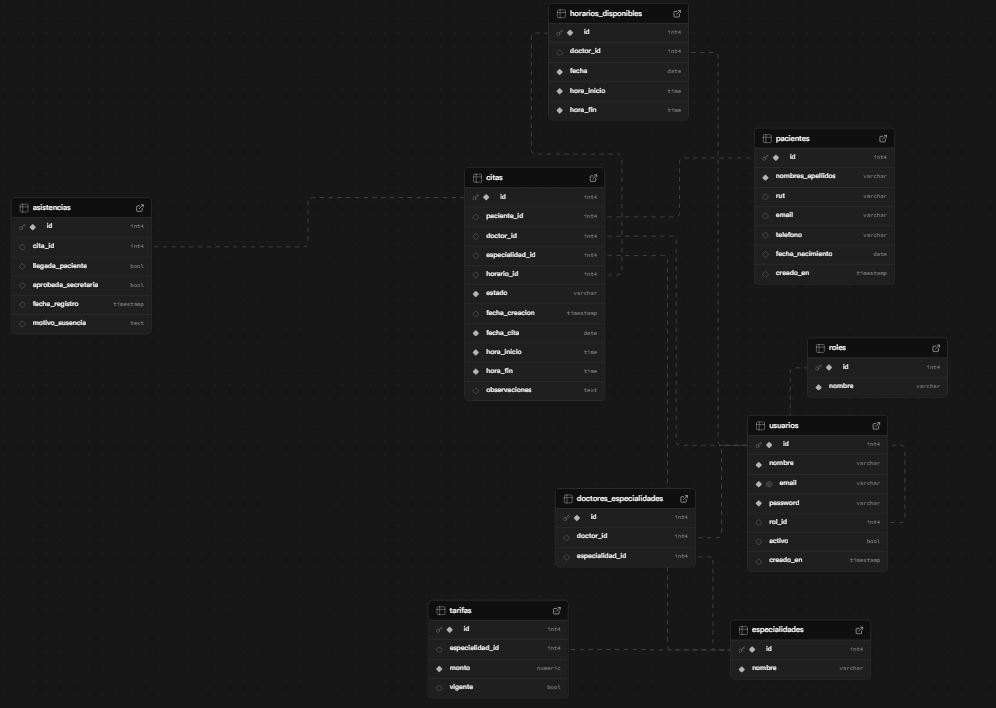 horarios_disponibles
id int4
doctor_id int4
fecha date
hora_inicio time
hora_fin time
pacientes
id int4
nombres_apellidos varchar
rut varchar
email varchar
telefono varchar
fecha_nacimiento date
creado_en timestamp
citas
id int4
paciente_id int4
doctor_id int4
especialidad_id int4
horario_id int4
estado varchar
fecha_creacion timestamp
fecha_cita date
hora_inicio time
hora_fin time
observaciones text
asistencias
id int4
cita_id int4
llegada_paciente bool
aprobada_secretaria bool
fecha_registro timestamp
motivo_ausencia text
roles
id int4
nombre varchar
usuarios
id int4
nombre varchar
email varchar
password varchar
rol_id int4
activo bool
creado_en timestamp
doctores_especialidades
id int4
doctor_id int4
especialidad_id int4
tarifas
id int4
especialidad_id int4
monto numeric
vigente bool
especialidades
id int4
nombre varchar